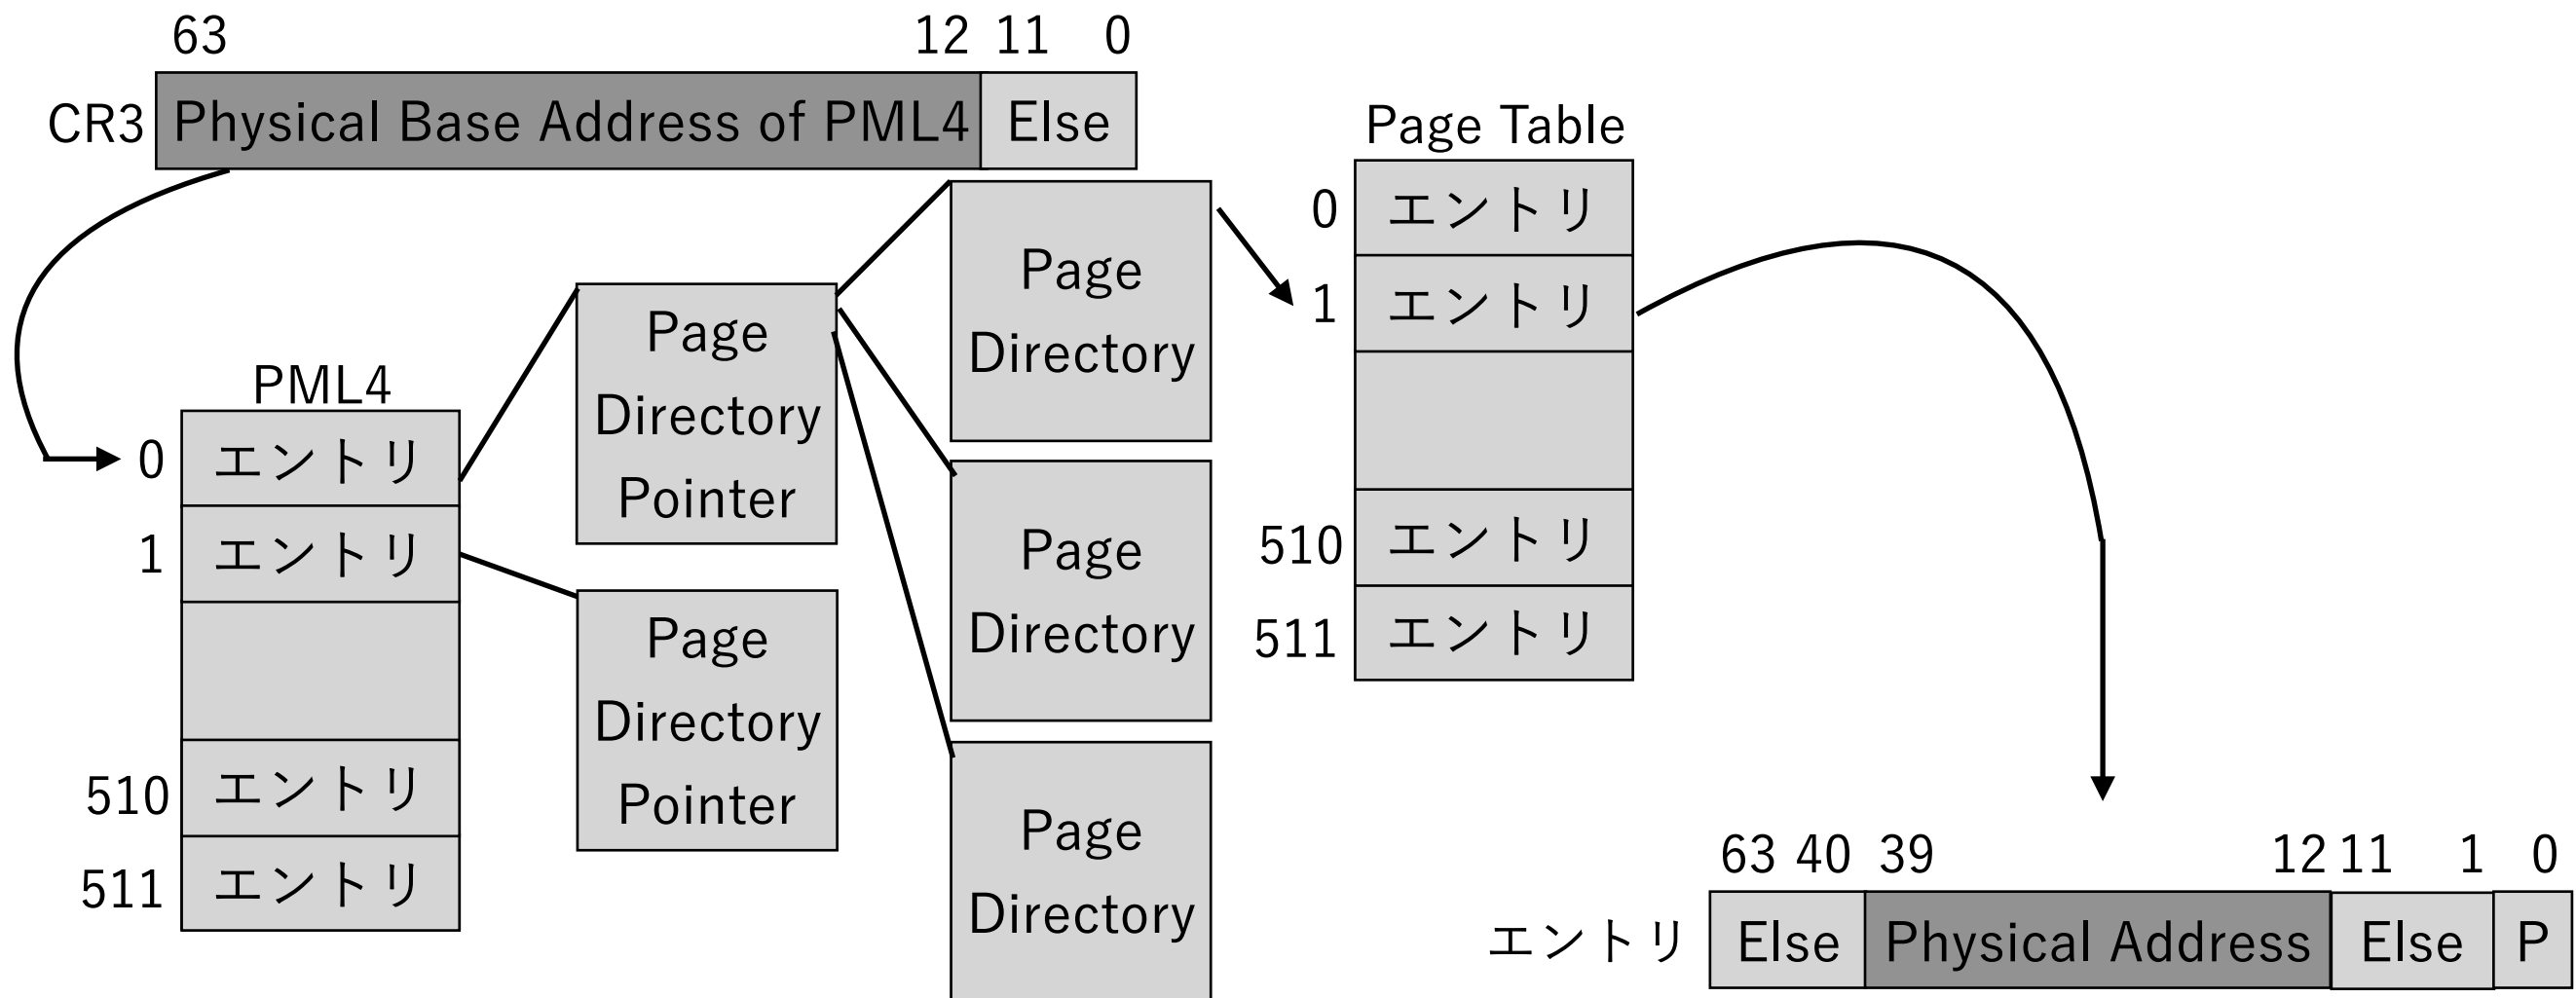 63 12 11 0
CR3 Physical Base Address of PML4 Else
PML4
0 エントリ
1 エントリ
510 エントリ
511 エントリ
Page
Directory
Pointer
Page
Directory
Pointer
Page
Directory
Page
Directory
Page
Directory
Page Table
0 エントリ
1 エントリ
510 エントリ
511 エントリ
63 40 39 12 11 1 0
エントリ Else Physical Address Else P